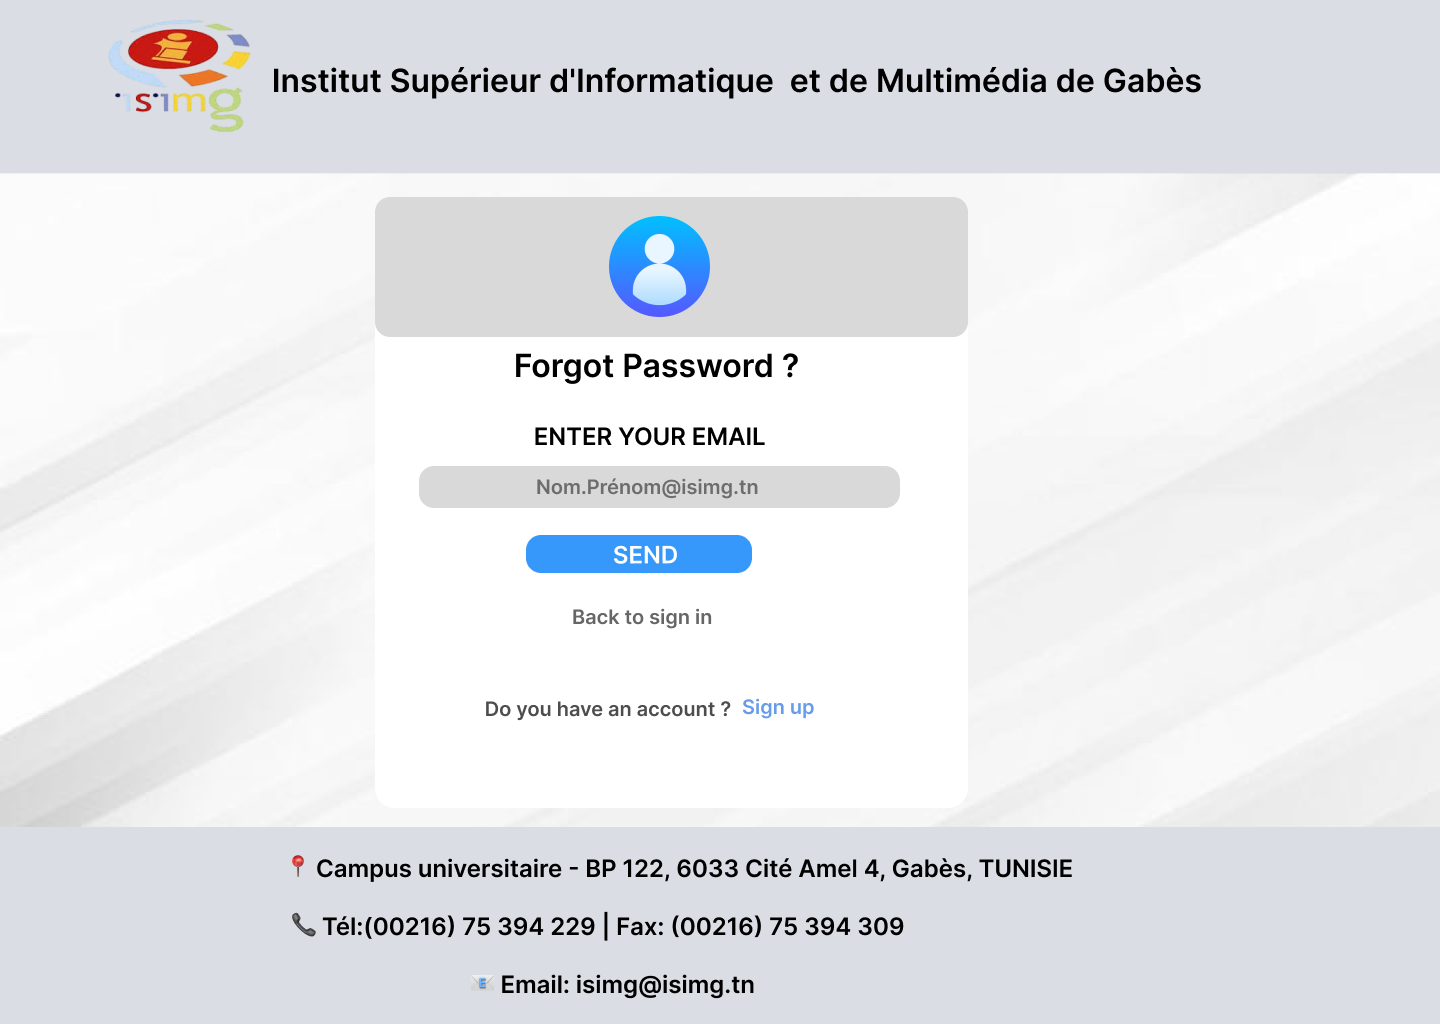 isimg
Institut Supérieur d'Informatique et de Multimédia de Gabès
Forgot Password ?
ENTER YOUR EMAIL
Nom.Prénom@isimg.tn
SEND
Back to sign in
Do you have an account ? Sign up
Campus universitaire - BP 122, 6033 Cité Amel 4, Gabès, TUNISIE
Tél:(00216) 75 394 229 | Fax: (00216) 75 394 309
Email: isimg@isimg.tn